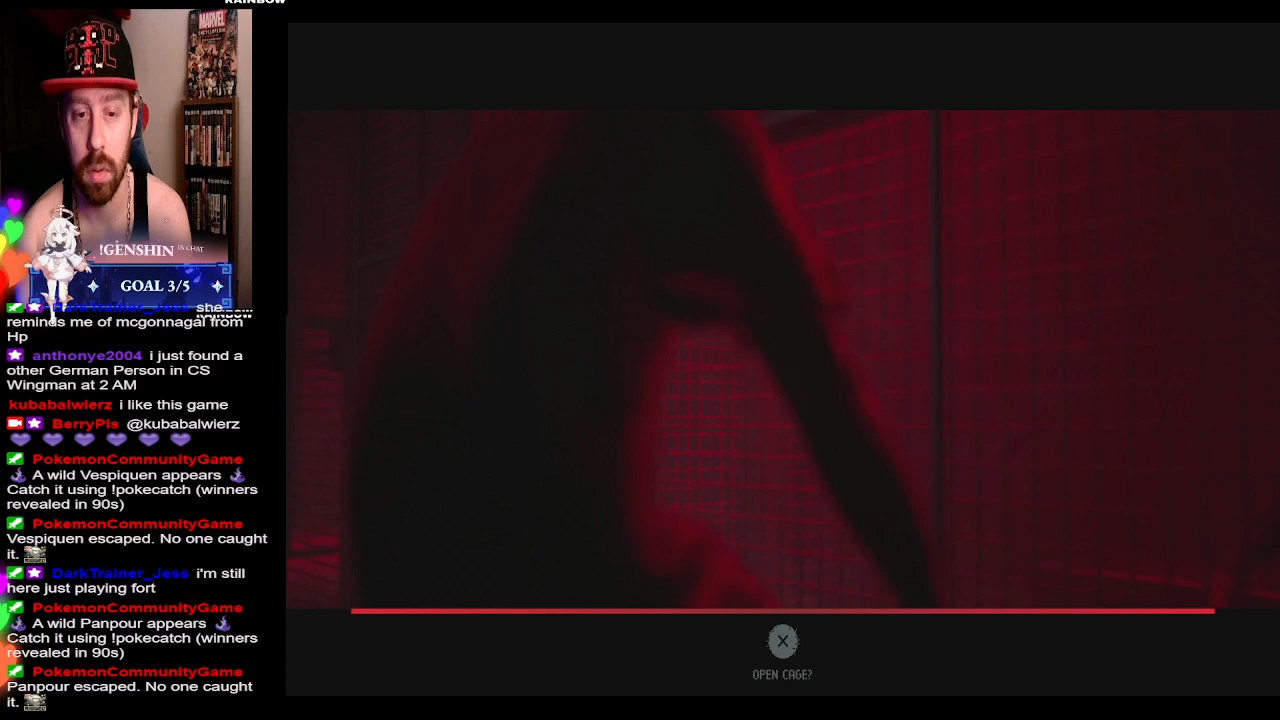 RAINBOW
MARVEL
ENCYCLOPEDIA
!GENSHIN IN CHAT
GOAL 3/5
RAINBOW
DarkTrainer_Jess she
reminds me of mcgonnagal from
Hp
anthonye2004 i just found a
other German Person in CS
Wingman at 2 AM
kubabalwierz i like this game
BerryPls @kubabalwierz
PokemonCommunityGame
A wild Vespiquen appears
Catch it using !pokecatch (winners
revealed in 90s)
PokemonCommunityGame
Vespiquen escaped. No one caught
it.
DarkTrainer_Jess i'm still
here just playing fort
PokemonCommunityGame
A wild Panpour appears
Catch it using !pokecatch (winners
revealed in 90s)
PokemonCommunityGame
Panpour escaped. No one caught
it.
X
OPEN CAGE?